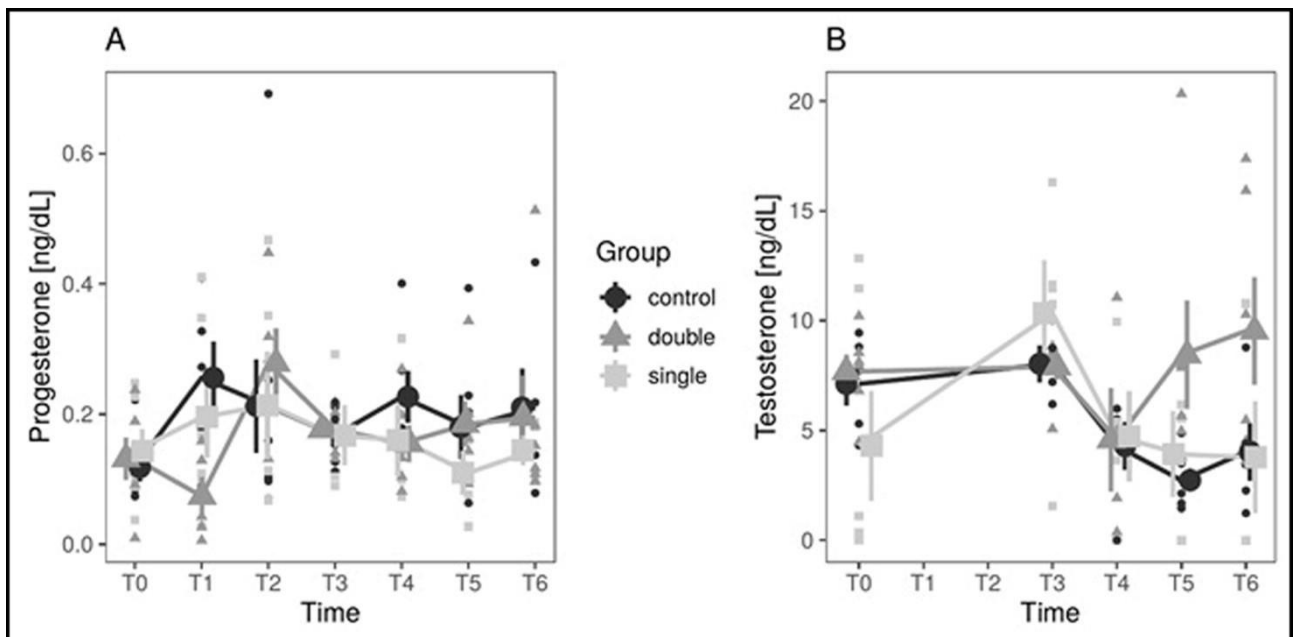 A
Progesterone [ng/dL]
0.6
0.4
0.2
0.0
T0 T1 T2 T3 T4 T5 T6
Time
Group
control
double
single
B
Testosterone [ng/dL]
20
15
10
5
0
T0 T1 T2 T3 T4 T5 T6
Time